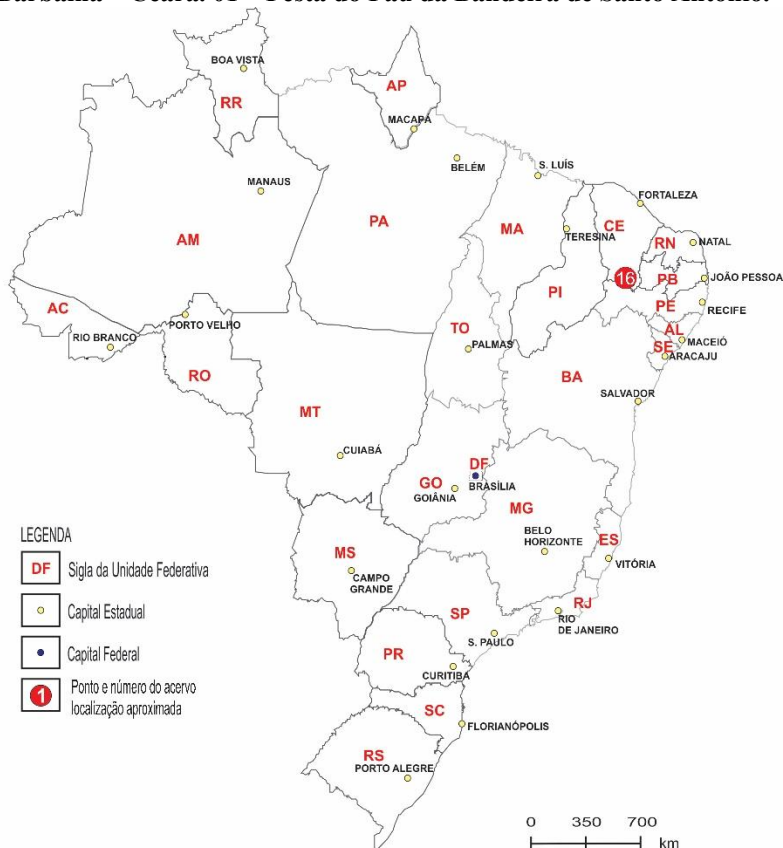 Barbalha – Ceará: 01 – Festa do Pau da Bandeira de Santo Antônio.
BOA VISTA
RR
AP
MACAPÁ
BELÉM
S. LUÍS
FORTALEZA
MANAUS
AM
PA
MA
TERESINA
CE
RN
NATAL
16
PB
JOÃO PESSOA
PI
PE
RECIFE
AC
PORTO VELHO
RIO BRANCO
TO
PALMAS
AL
MACEIÓ
SE
ARACAJU
RO
BA
MT
SALVADOR
CUIABÁ
GO
GOIÂNIA
DF
BRASÍLIA
MG
BELO
HORIZONTE
ES
VITÓRIA
MS
CAMPO
GRANDE
SP
RJ
RIO
DE JANEIRO
S. PAULO
PR
CURITIBA
SC
FLORIANÓPOLIS
RS
PORTO ALEGRE
LEGENDA
DF Sigla da Unidade Federativa
Capital Estadual
Capital Federal
1 Ponto e número do acervo
localização aproximada
0 350 700
km